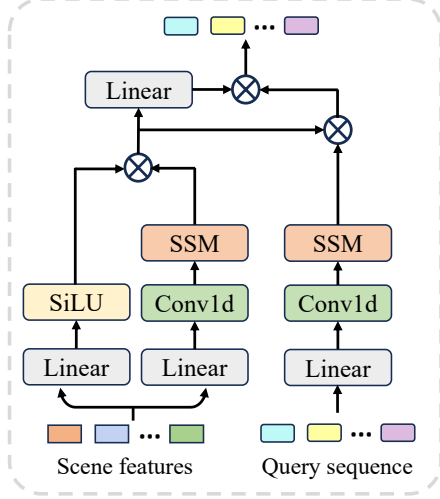 ...
Linear
SSM SSM
SiLU Conv1d Conv1d
Linear Linear Linear
... ...
Scene features Query sequence